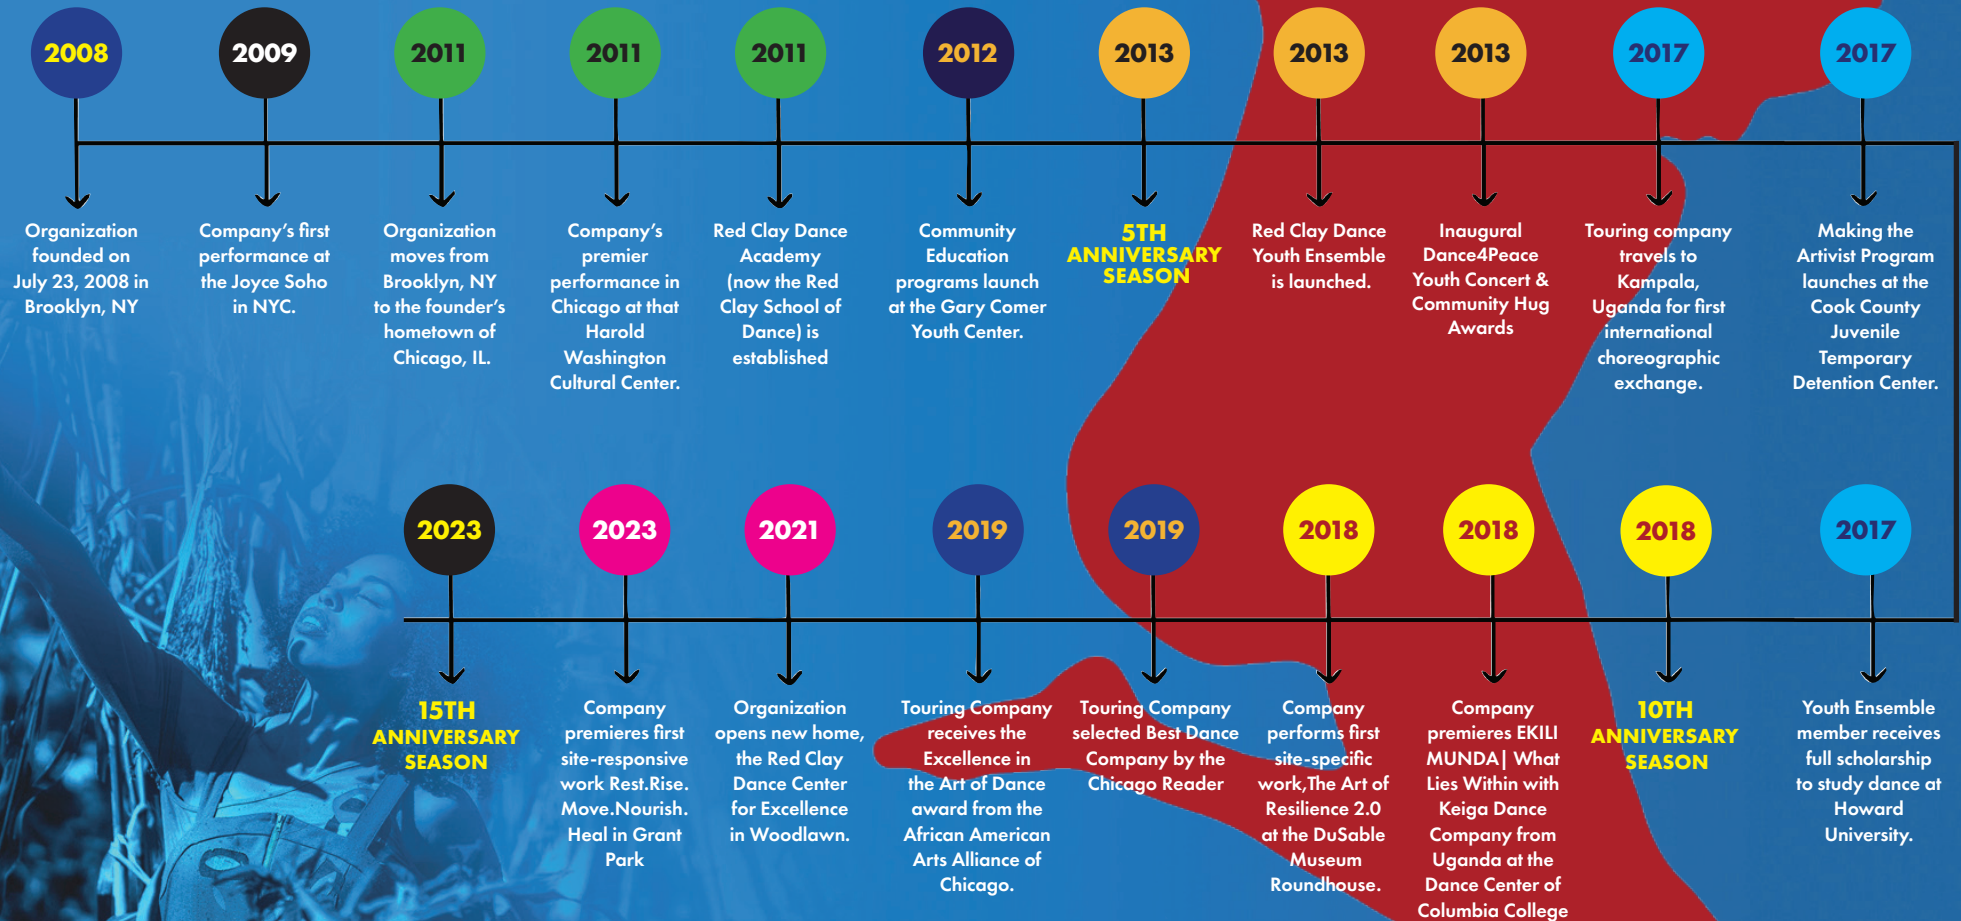 2008
Organization
founded on
July 23, 2008 in
Brooklyn, NY
2009
Company's first
performance at
the Joyce Soho
in NYC.
2011
Organization
moves from
Brooklyn, NY
to the founder's
hometown of
Chicago, IL.
2011
Company's
premier
performance in
Chicago at that
Harold
Washington
Cultural Center.
2011
Red Clay Dance
Academy
(now the Red
Clay School of
Dance) is
established
2012
Community
Education
programs launch
at the Gary Comer
Youth Center.
2013
5TH
ANNIVERSARY
SEASON
2013
Red Clay Dance
Youth Ensemble
is launched.
2013
Inaugural
Dance4Peace
Youth Concert &
Community Hug
Awards
2017
Touring company
travels to
Kampala,
Uganda for first
international
choreographic
exchange.
2017
Making the
Artivist Program
launches at the
Cook County
Juvenile
Temporary
Detention Center.
2017
Youth Ensemble
member receives
full scholarship
to study dance at
Howard
University.
2018
10TH
ANNIVERSARY
SEASON
2018
Company
premieres EKILI
MUNDA| What
Lies Within with
Keiga Dance
Company from
Uganda at the
Dance Center of
Columbia College
2018
Company
performs first
site-specific
work,The Art of
Resilience 2.0
at the DuSable
Museum
Roundhouse.
2019
Touring Company
selected Best Dance
Company by the
Chicago Reader
2019
Touring Company
receives the
Excellence in
the Art of Dance
award from the
African American
Arts Alliance of
Chicago.
2021
Organization
opens new home,
the Red Clay
Dance Center
for Excellence
in Woodlawn.
2023
Company
premieres first
site-responsive
work Rest.Rise.
Move.Nourish.
Heal in Grant
Park
2023
15TH
ANNIVERSARY
SEASON